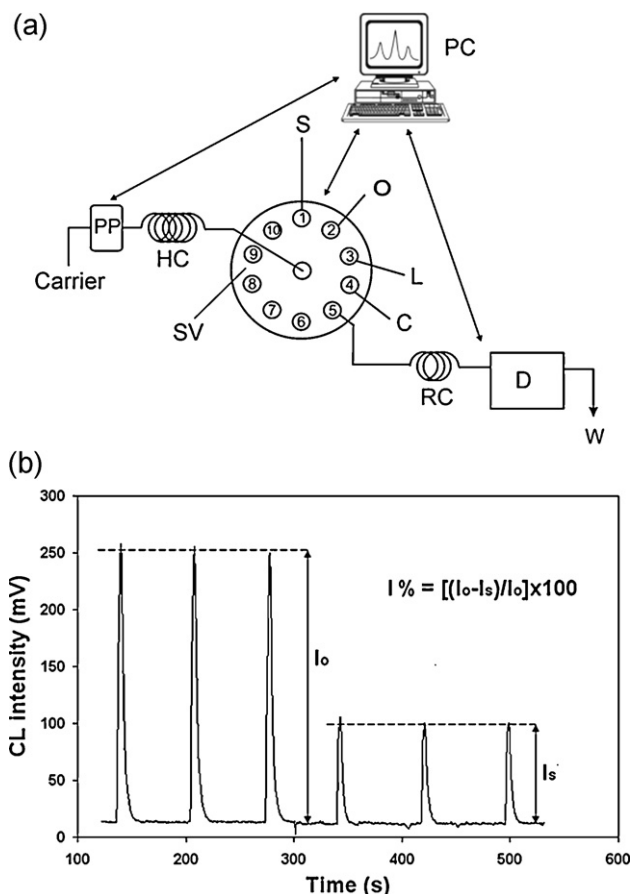 (a)
PC
S
O
PP
HC
Carrier
SV
L
C
1
2
3
4
5
6
7
8
9
10
RC
D
W
(b)
300
250
200
150
100
50
0
CL intensity (mV)
I % = [(Io-Is)/Io]x100
Io
Is
100
200
300
400
500
600
Time (s)